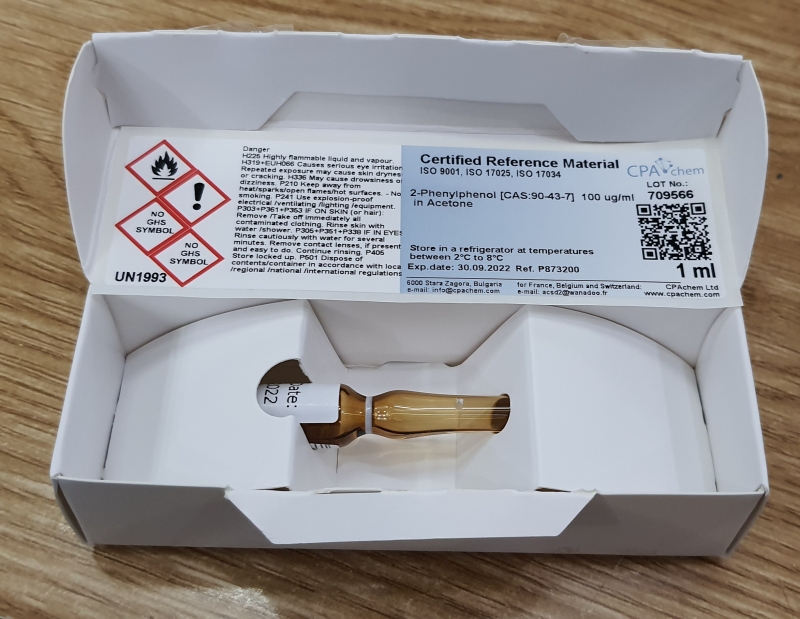 Danger
H225 Highly flammable liquid and vapour.
H319+EUH066 Causes serious eye irritation
Repeated exposure may cause skin drynes
or cracking. H336 May cause drowsiness o
dizziness. P210 Keep away from
heat/sparks/open flames/hot surfaces. - No
smoking. P241 Use explosion-proof
electrical /ventilating /lighting /equipment.
P303+P361+P353 IF ON SKIN (or hair):
Remove /Take off immediately all
contaminated clothing. Rinse skin with
water /shower. P305+P351+P338 IF IN EYES
Rinse cautiously with water for several
minutes. Remove contact lenses, if present
and easy to do. Continue rinsing. P405
Store locked up. P501 Dispose of
contents/container in accordance with loca
/regional /national /international regulations
NO
GHS
SYMBOL
NO
GHS
SYMBOL
UN1993
Certified Reference Material
ISO 9001, ISO 17025, ISO 17034
CPAchem
LOT No.:
709566
2-Phenylphenol [CAS:90-43-7] 100 ug/ml
in Acetone
Store in a refrigerator at temperatures
between 2°C to 8°C
Exp.date: 30.09.2022 Ref. P873200
1 ml
6000 Stara Zagora, Bulgaria
e-mail: info@cpachem.com
for France, Belgium and Switzerland:
e-mail: acsd2@wanadoo.fr
CPAchem Ltd
www.cpachem.com
Date:
2022